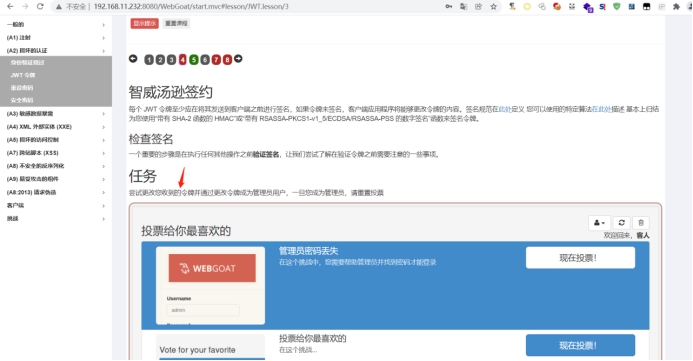 不安全 | 192.168.11.232:8080/WebGoat/start.mvc#lesson/JWT.lesson/3
一般的
(A1) 注射
(A2) 损坏的认证
JWT 令牌
重设密码
安全密码
(A3) 敏感数据暴露
(A4) XML 外部实体 (XXE)
(A5) 损坏的访问控制
(A7) 跨站脚本 (XSS)
(A8) 不安全的反序列化
(A9) 易受攻击的组件
(A8:2013) 请求伪造
客户端
挑战
显示提示
重置课程
1 2 3 4 5 6 7 8
智威汤逊签约
每个 JWT 令牌至少应在将其发送到客户端之前进行签名，如果令牌未签名，客户端应用程序将能够更改令牌的内容。签名规范在此处定义 您可以使用的特定算法在此处描述 基本上归结
为您使用“带有 SHA-2 函数的 HMAC”或“带有 RSASSA-PKCS1-v1_5/ECDSA/RSASSA-PSS 的数字签名”函数来签名令牌。
检查签名
一个重要的步骤是在执行任何其他操作之前验证签名，让我们尝试了解在验证令牌之前需要注意的一些事项。
任务
尝试更改您收到的令牌并通过更改令牌成为管理员用户，一旦您成为管理员，请重置投票
欢迎回来，客人
投票给你最喜欢的
管理员密码丢失
在这个挑战中，您需要帮助管理员并找到密码才能登录
现在投票！
WEBGOAT
Username
admin
投票给你最喜欢的
在这个挑战...
现在投票！
Vote for your favorite